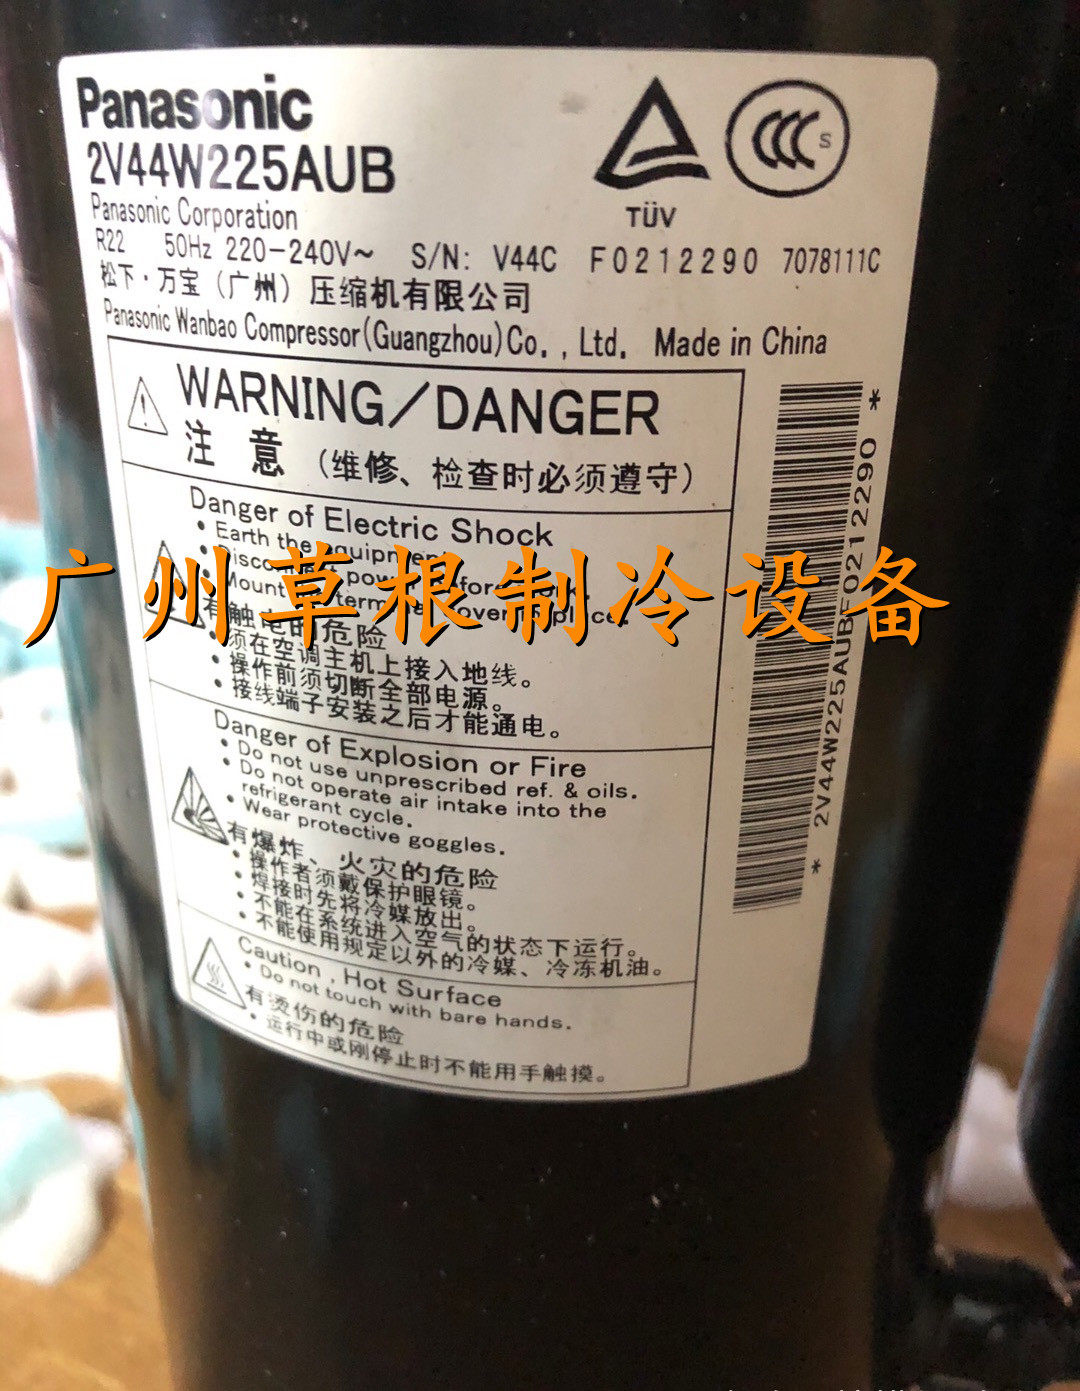 Panasonic
2V44W225AUB
Panasonic Corporation
R22 50Hz 220-240V~ S/N: V44C F0212290 7078111C
松下·万宝（广州）压缩机有限公司
Panasonic Wanbao Compressor(Guangzhou)Co., Ltd. Made in China
TÜV
CCC S
WARNING/DANGER
注 意 （维修、检查时必须遵守）
Danger of Electric Shock
• Earth the equipment
广州草根制冷设备
有触电的危险
• 须在空调主机上接入地线。
• 操作前须切断全部电源。
• 接线端子安装之后才能通电。
Danger of Explosion or Fire
• Do not use unprescribed ref. & oils.
• Do not operate air intake into the
refrigerant cycle.
• Wear protective goggles.
有爆炸、火灾的危险
• 操作者须戴保护眼镜。
• 焊接时先将冷媒放出。
• 不能在系统进入空气的状态下运行。
• 不能使用规定以外的冷媒、冷冻机油。
Caution , Hot Surface
• Do not touch with bare hands.
有烫伤的危险
• 运行中或刚停止时不能用手触摸。
* 2V44W225AUBF0212290 *